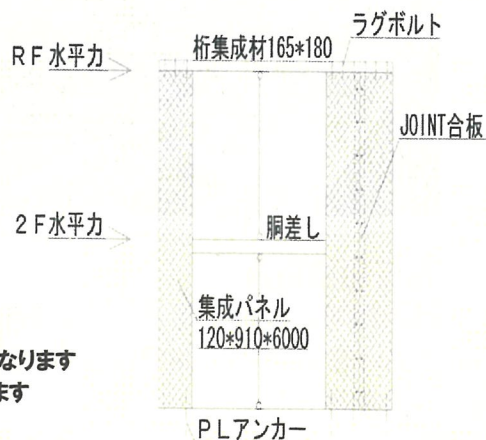 桁集成材165*180
ラグボルト
RF水平力
JOINT合板
2F水平力
胴差し
集成パネル
120*910*6000
なります
ます
PLアンカー